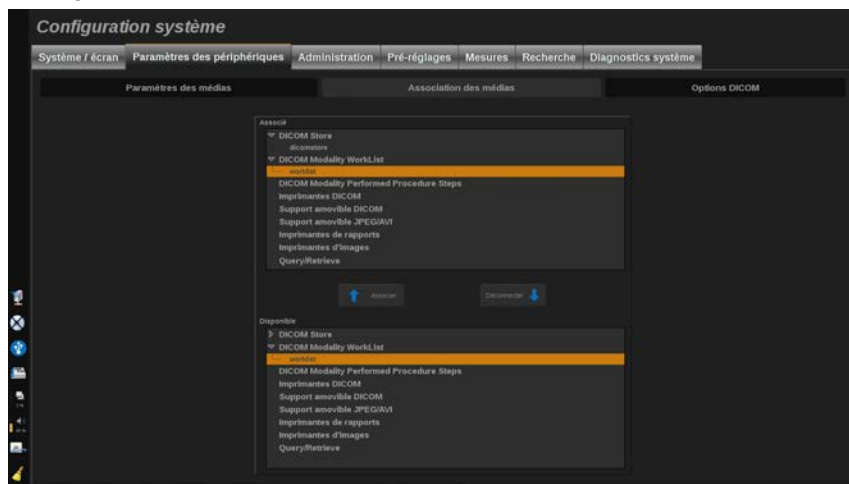 Configuration système
Système / écran Paramètres des périphériques Administration Pré-réglages Mesures Recherche Diagnostics système
Paramètres des médias Association des médias Options DICOM
Associé
DICOM Store
dicomstore
DICOM Modality WorkList
worklist
DICOM Modality Performed Procedure Steps
Imprimantes DICOM
Support amovible DICOM
Support amovible JPEG/AVI
Imprimantes de rapports
Imprimantes d'images
Query/Retrieve
Associer Déconnecter
Disponible
DICOM Store
DICOM Modality WorkList
worklist
DICOM Modality Performed Procedure Steps
Imprimantes DICOM
Support amovible DICOM
Support amovible JPEG/AVI
Imprimantes de rapports
Imprimantes d'images
Query/Retrieve